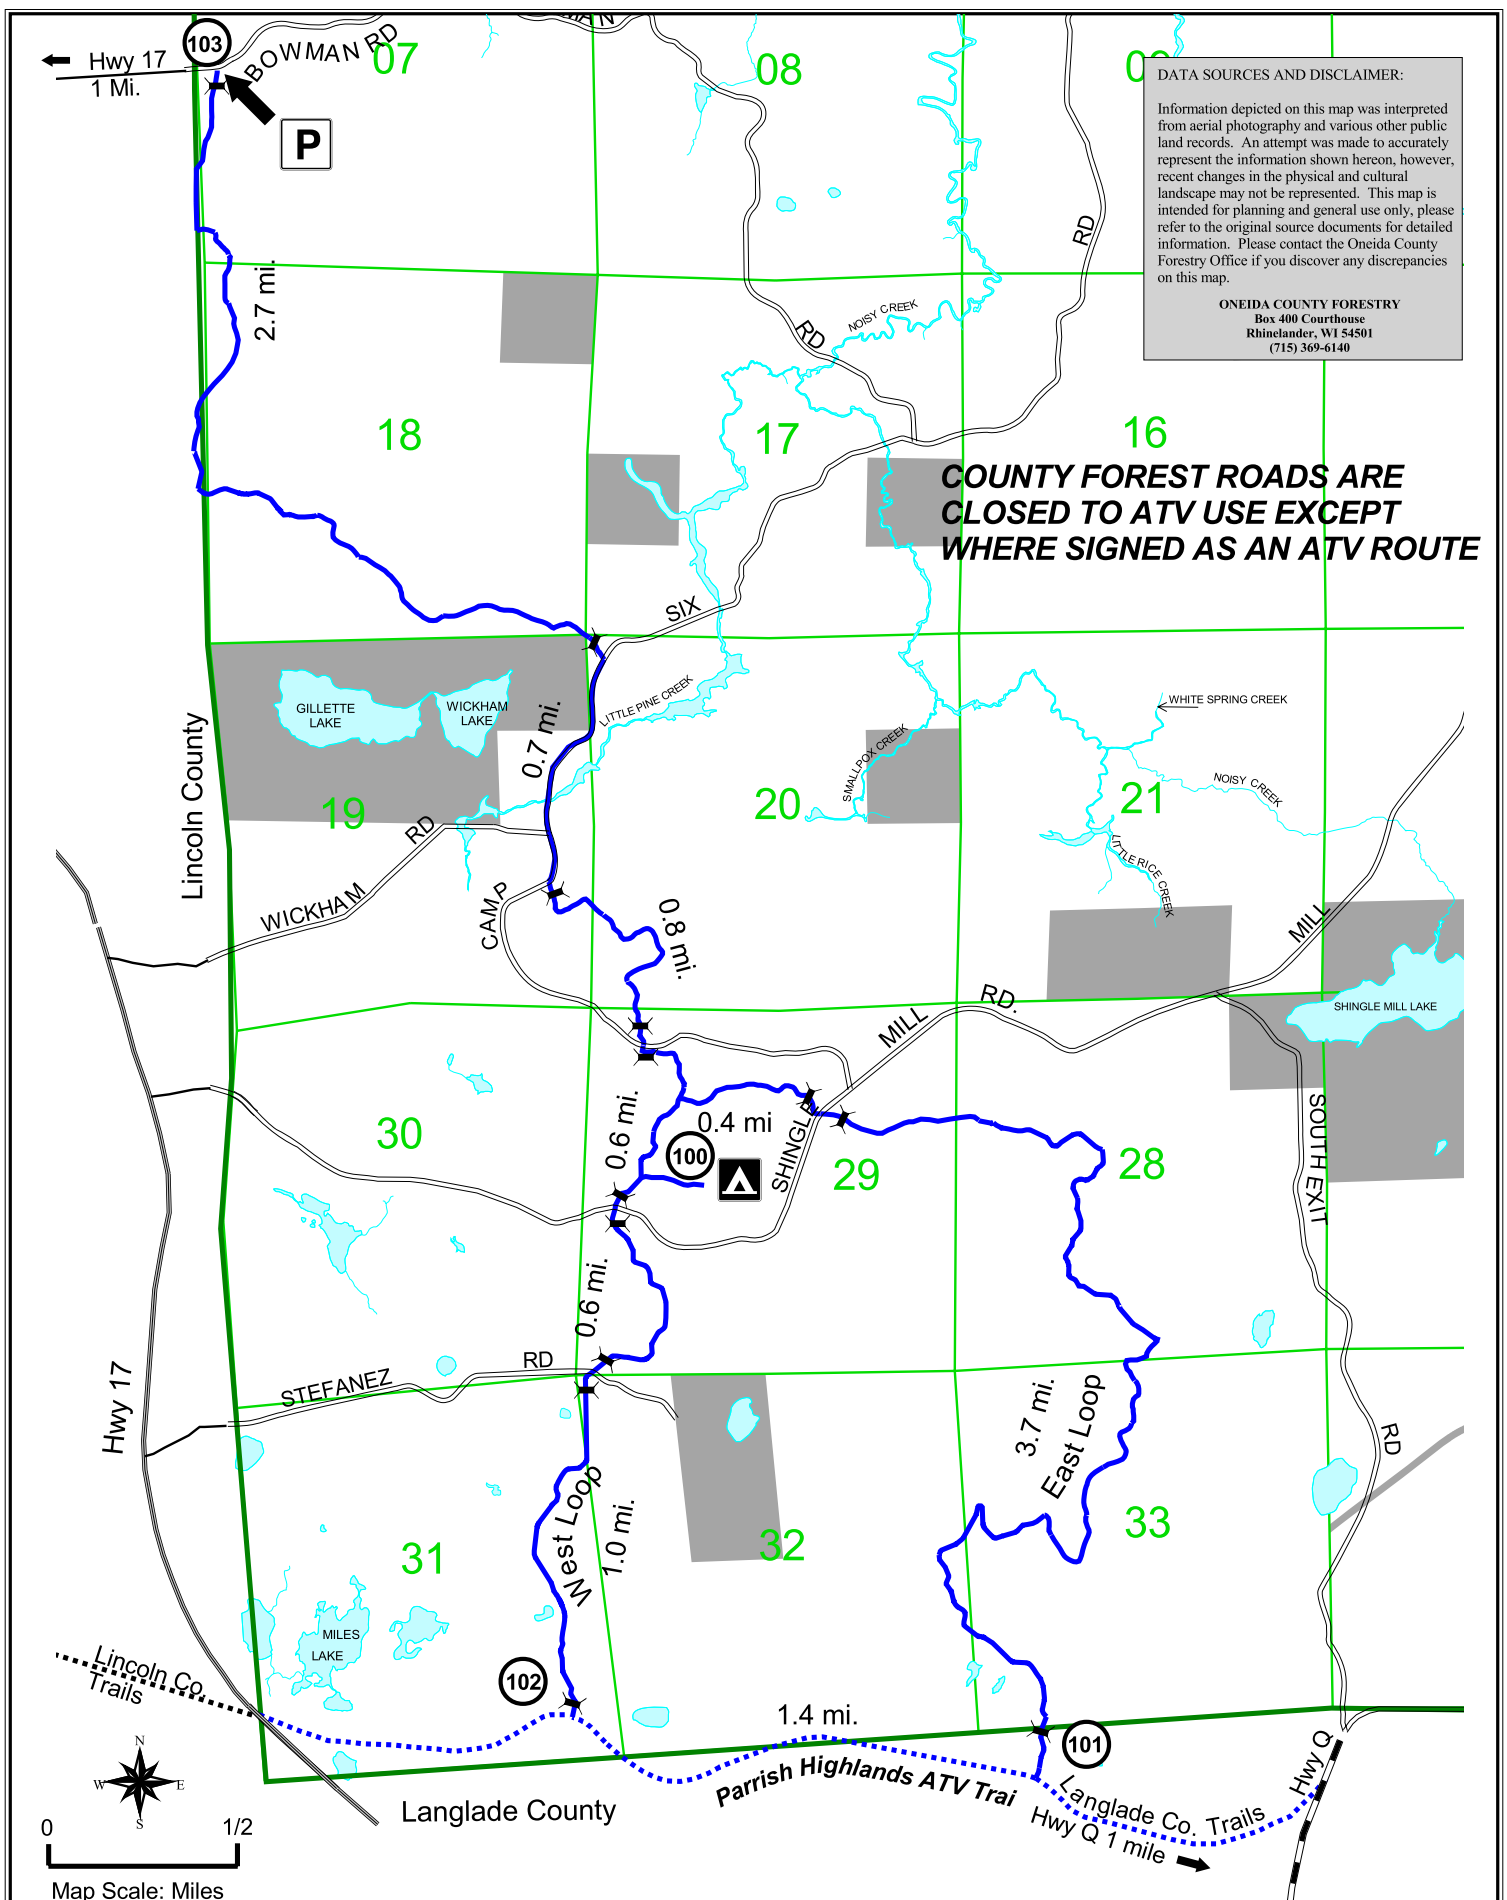 103
Hwy 17
1 Mi.
BOWMAN RD
07
08
P
DATA SOURCES AND DISCLAIMER:
Information depicted on this map was interpreted
from aerial photography and various other public
land records. An attempt was made to accurately
represent the information shown hereon, however,
recent changes in the physical and cultural
landscape may not be represented. This map is
intended for planning and general use only, please
refer to the original source documents for detailed
information. Please contact the Oneida County
Forestry Office if you discover any discrepancies
on this map.
ONEIDA COUNTY FORESTRY
Box 400 Courthouse
Rhinelander, WI 54501
(715) 369-6140
RD
2.7 mi.
RD
NOISY CREEK
18
17
16
COUNTY FOREST ROADS ARE
CLOSED TO ATV USE EXCEPT
WHERE SIGNED AS AN ATV ROUTE
SIX
GILLETTE
LAKE
WICKHAM
LAKE
LITTLE PINE CREEK
WHITE SPRING CREEK
0.7 mi.
SMALLPOX CREEK
NOISY CREEK
Lincoln County
19
20
21
RD
WICKHAM
LITTLE RICE CREEK
CAMP
0.8 mi.
MILL
SHINGLE MILL LAKE
RD.
MILL
SHINGLE
30
0.6 mi.
0.4 mi
100
29
28
SOUTH EXIT
0.6 mi.
RD
STEFANEZ
Hwy 17
3.7 mi.
East Loop
RD
West Loop
1.0 mi.
31
32
33
MILES
LAKE
Lincoln Co.
Trails
102
1.4 mi.
101
Parrish Highlands ATV Trai
Langlade Co. Trails
Hwy Q 1 mile
Hwy Q
N
W
E
S
Langlade County
0
1/2
Map Scale: Miles